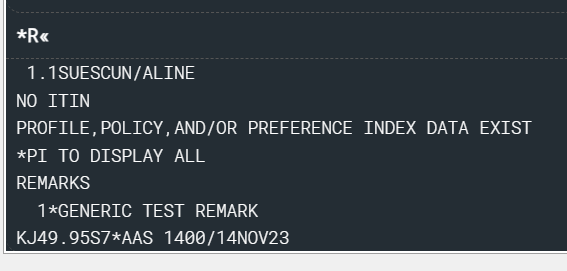 *R«
1.1SUESCUN/ALINE
NO ITIN
PROFILE,POLICY,AND/OR PREFERENCE INDEX DATA EXIST
*PI TO DISPLAY ALL
REMARKS
1*GENERIC TEST REMARK
KJ49.95S7*AAS 1400/14NOV23